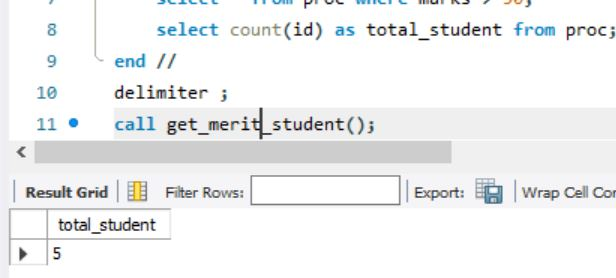 7 select * from proc where marks > 90;
8 select count(id) as total_student from proc;
9 end //
10 delimiter ;
11 call get_merit_student();
Result Grid Filter Rows: Export: Wrap Cell Cor
total_student
5